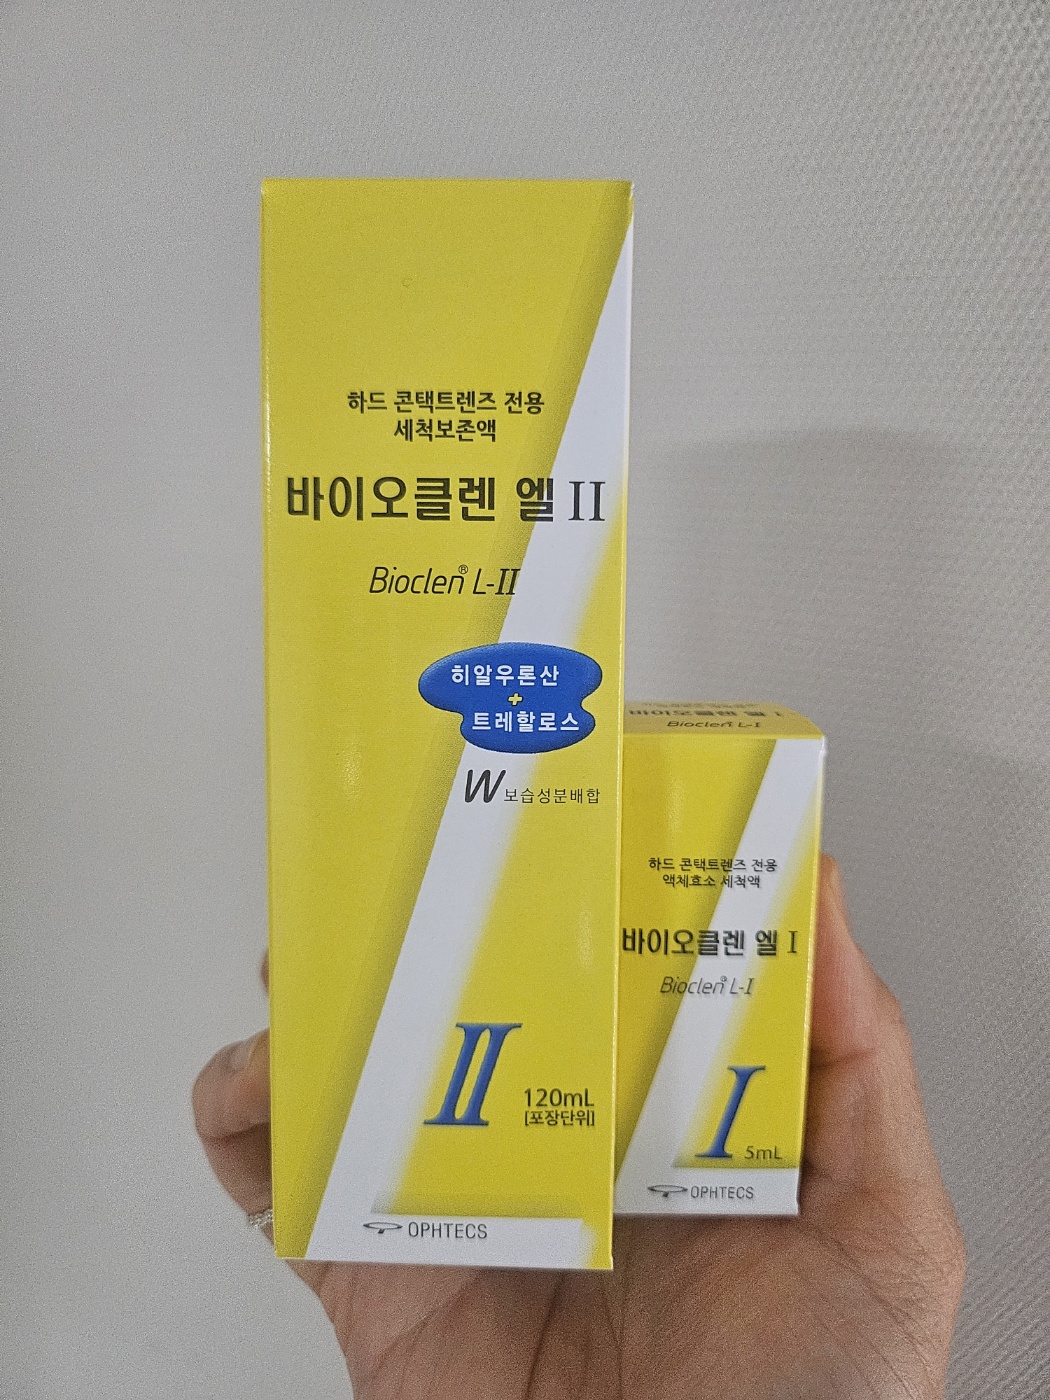 하드 콘택트렌즈 전용
세척보존액
바이오클렌 엘 II
Bioclen® L-II
히알우론산
+
트레할로스
W보습성분배합
II
120mL
[포장단위]
OPHTECS
바이오클렌 엘 I
Bioclen® L-I
하드 콘택트렌즈 전용
액체효소 세척액
바이오클렌 엘 I
Bioclen® L-I
I
5mL
OPHTECS